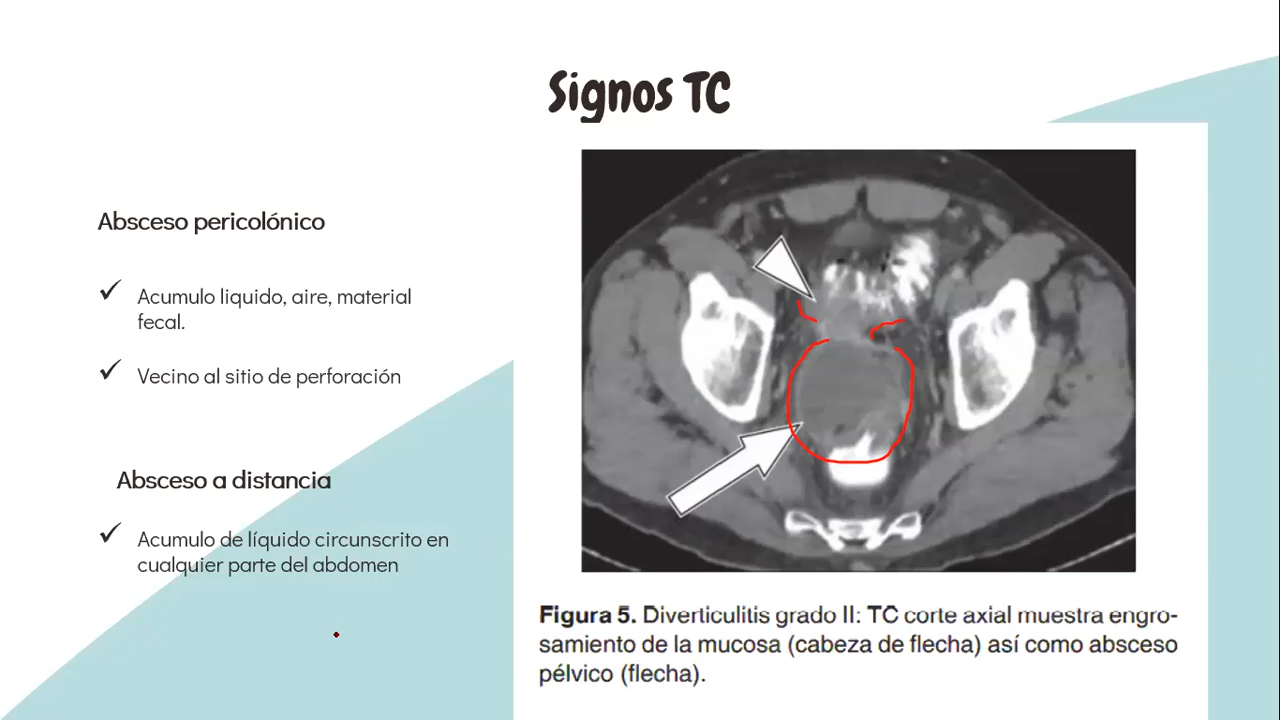 Signos TC
Absceso pericolónico
Acumulo liquido, aire, material
fecal.
Vecino al sitio de perforación
Absceso a distancia
Acumulo de líquido circunscrito en
cualquier parte del abdomen
Figura 5. Diverticulitis grado II: TC corte axial muestra engro-
samiento de la mucosa (cabeza de flecha) así como absceso
pélvico (flecha).